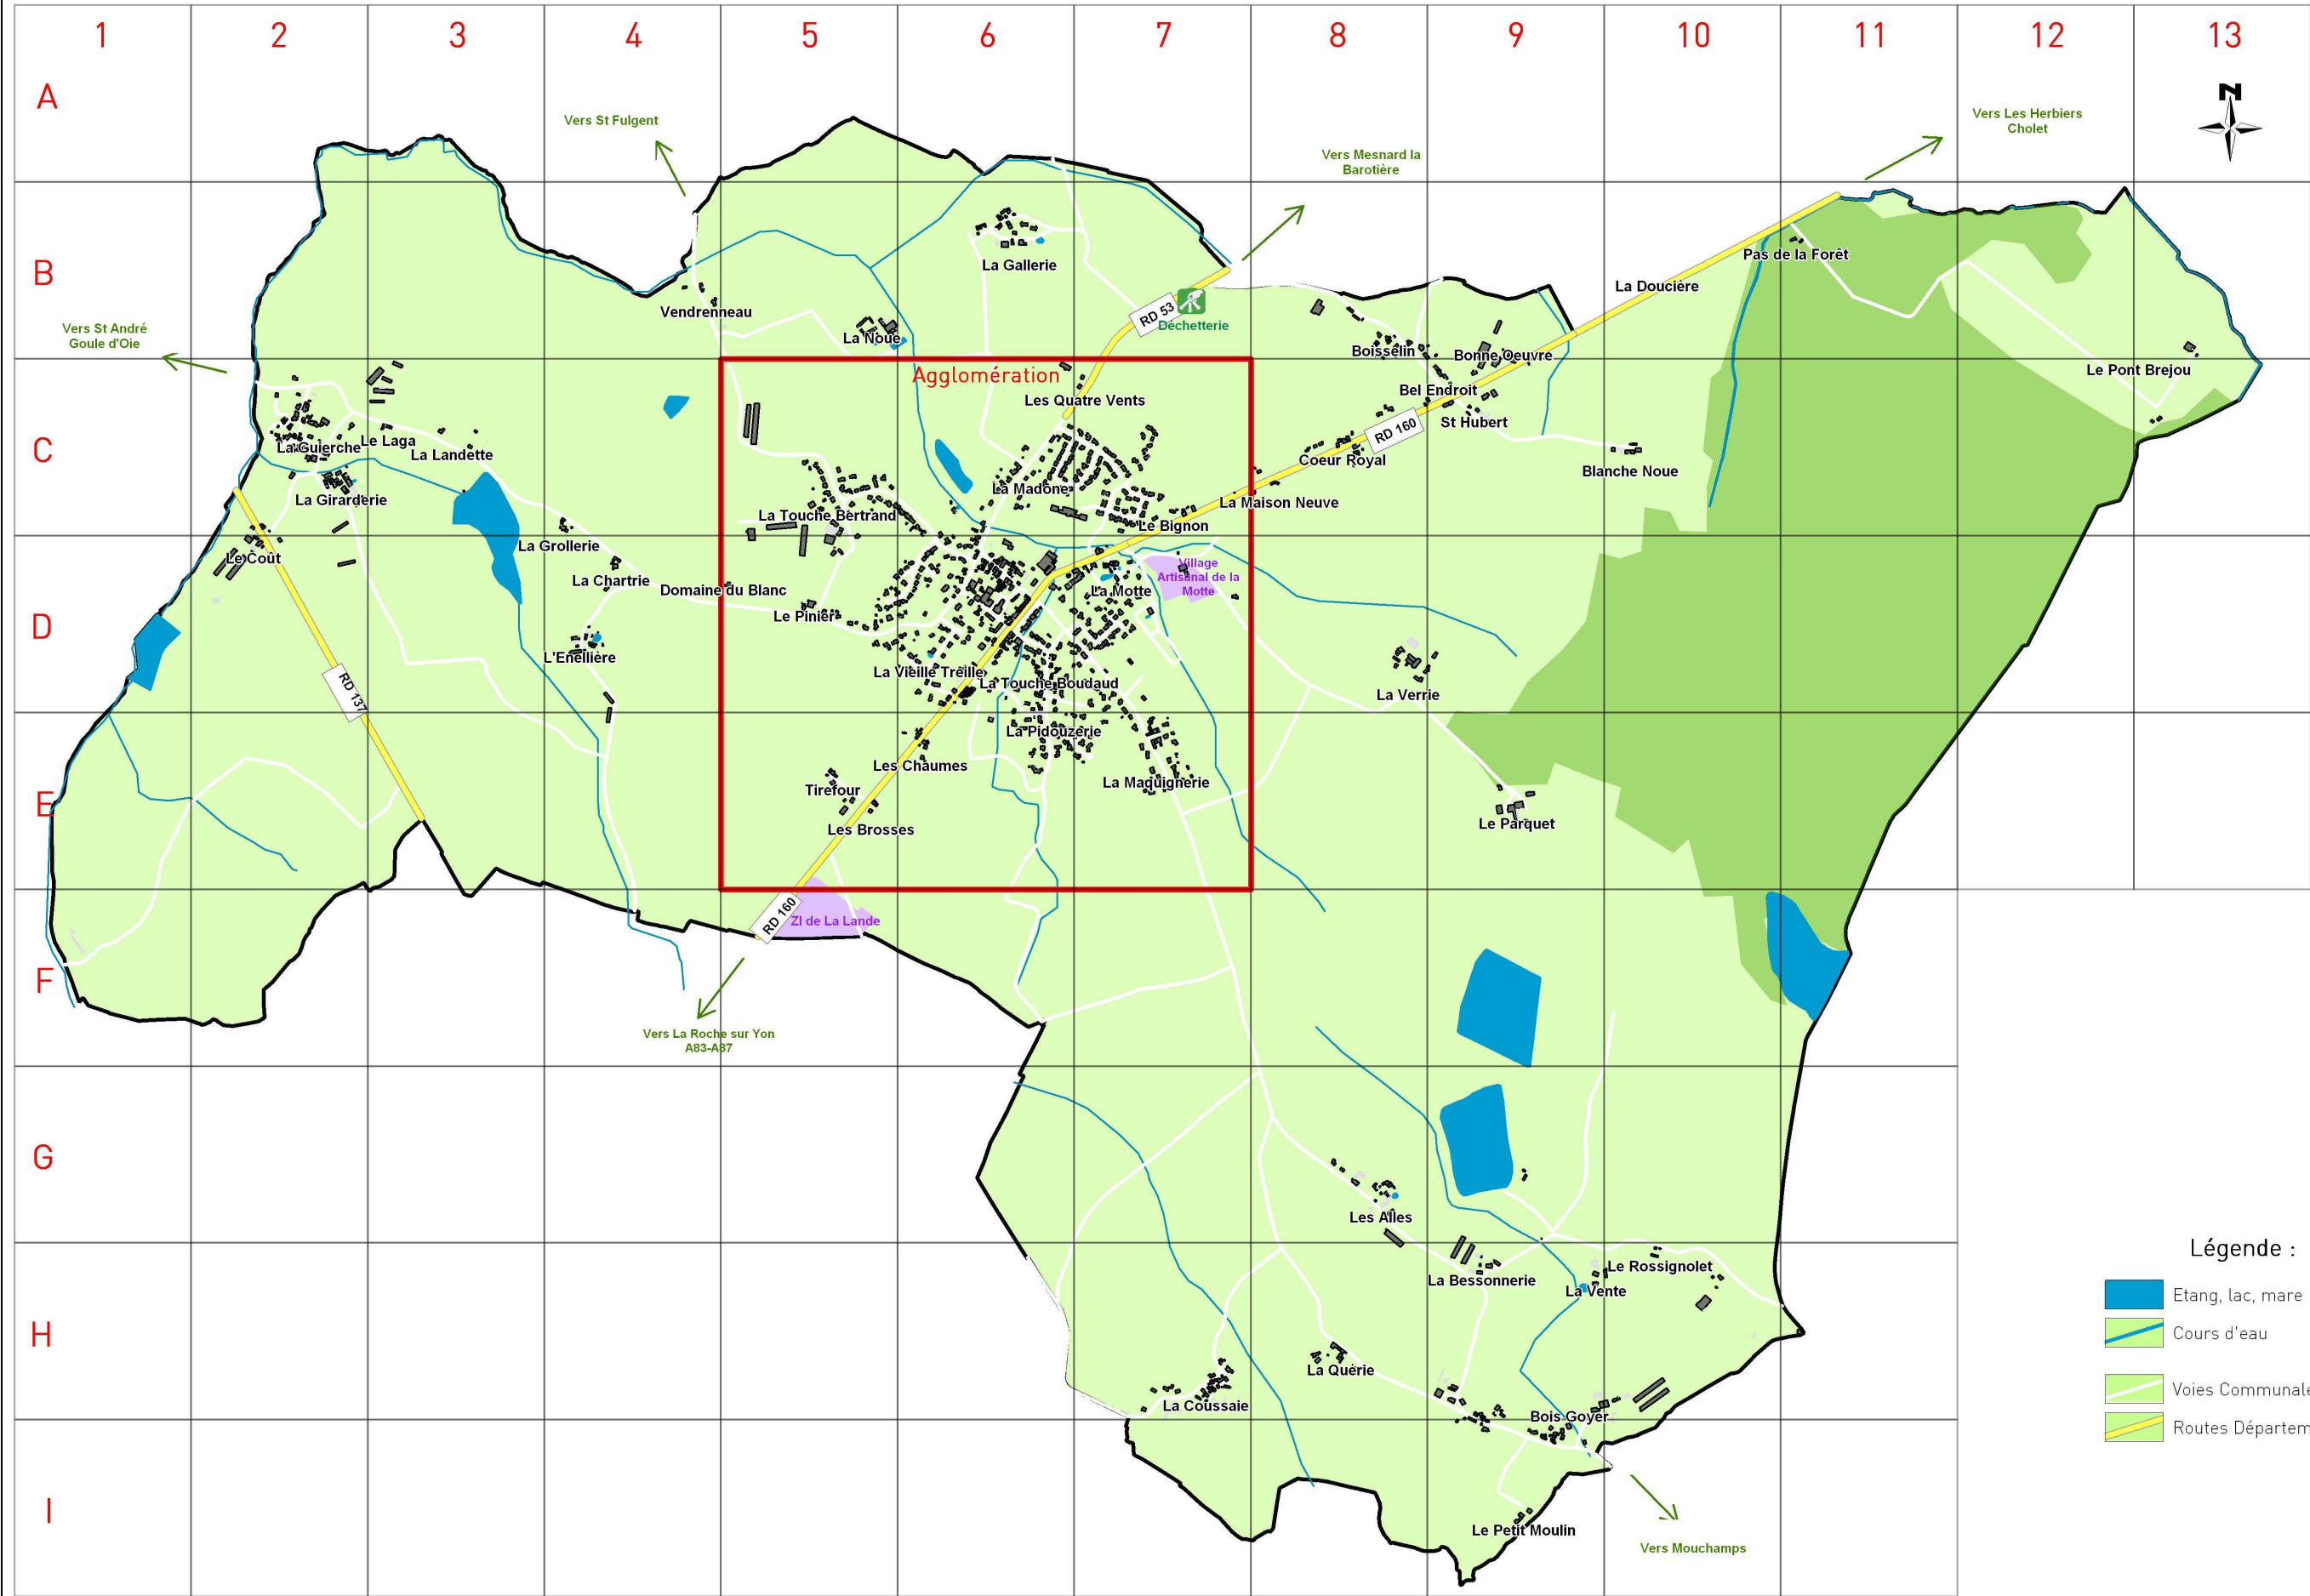 1 2 3 4 5 6 7 8 9 10 11 12 13
A
N
Vers St Fulgent
Vers Les Herbiers
Cholet
Vers Mesnard la
Barotière
B
La Gallerie
Pas de la Forêt
La Doucière
Vendrenneau
RD 53
Déchetterie
Vers St André
Goule d'Oie
La Noue
Boisselin
Bonne Oeuvre
Le Pont Brejou
Agglomération
Bel Endroit
Les Quatre Vents
St Hubert
RD 160
C
La Guierche
Le Laga
La Landette
Coeur Royal
Blanche Noue
La Girarderie
La Madone
La Maison Neuve
La Touche Bertrand
Le Bignon
La Grollerie
Le Coût
Village
Artisanal de la
Motte
La Chartrie
Domaine du Blanc
La Motte
Le Pinier
D
L'Enellière
La Vieille Treille
La Touche Boudaud
La Verrie
RD 137
La Pidouzerie
Les Chaumes
La Maquignerie
Tirefour
E
Les Brosses
Le Parquet
RD 160
ZI de La Lande
F
Vers La Roche sur Yon
A83-A87
G
Les Alles
Légende :
La Bessonnerie
Le Rossignolet
La Vente
Etang, lac, mare
H
Cours d'eau
La Quérie
Voies Communale
La Coussaie
Bois Goyer
Routes Départem
I
Le Petit Moulin
Vers Mouchamps